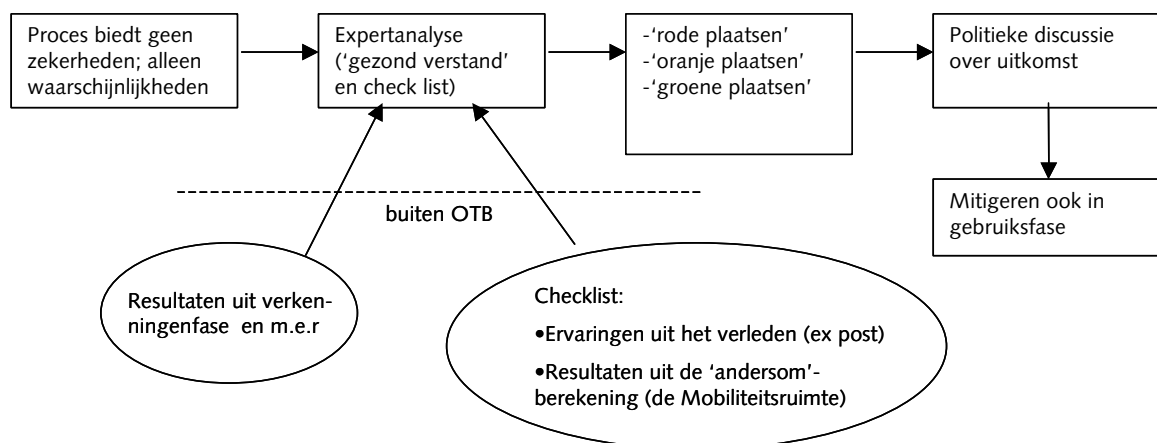 Proces biedt geen
zekerheden; alleen
waarschijnlijkheden
Expertanalyse
(‘gezond verstand’
en check list)
-‘rode plaatsen’
-‘oranje plaatsen’
-‘groene plaatsen’
Politieke discussie
over uitkomst
Mitigeren ook in
gebruiksfase
buiten OTB
Resultaten uit verken-
ningenfase en m.e.r
Checklist:
•Ervaringen uit het verleden (ex post)
•Resultaten uit de ‘andersom’-
berekening (de Mobiliteitsruimte)